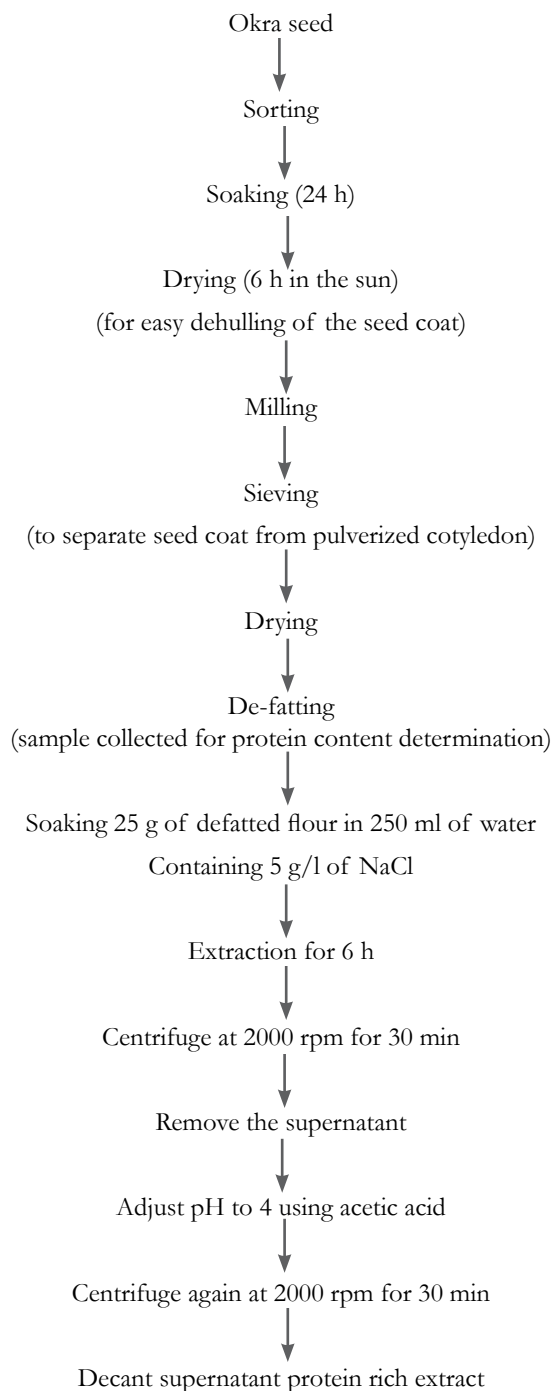 Okra seed
Sorting
Soaking (24 h)
Drying (6 h in the sun)
(for easy dehulling of the seed coat)
Milling
Sieving
(to separate seed coat from pulverized cotyledon)
Drying
De-fatting
(sample collected for protein content determination)
Soaking 25 g of defatted flour in 250 ml of water
Containing 5 g/l of NaCl
Extraction for 6 h
Centrifuge at 2000 rpm for 30 min
Remove the supernatant
Adjust pH to 4 using acetic acid
Centrifuge again at 2000 rpm for 30 min
Decant supernatant protein rich extract